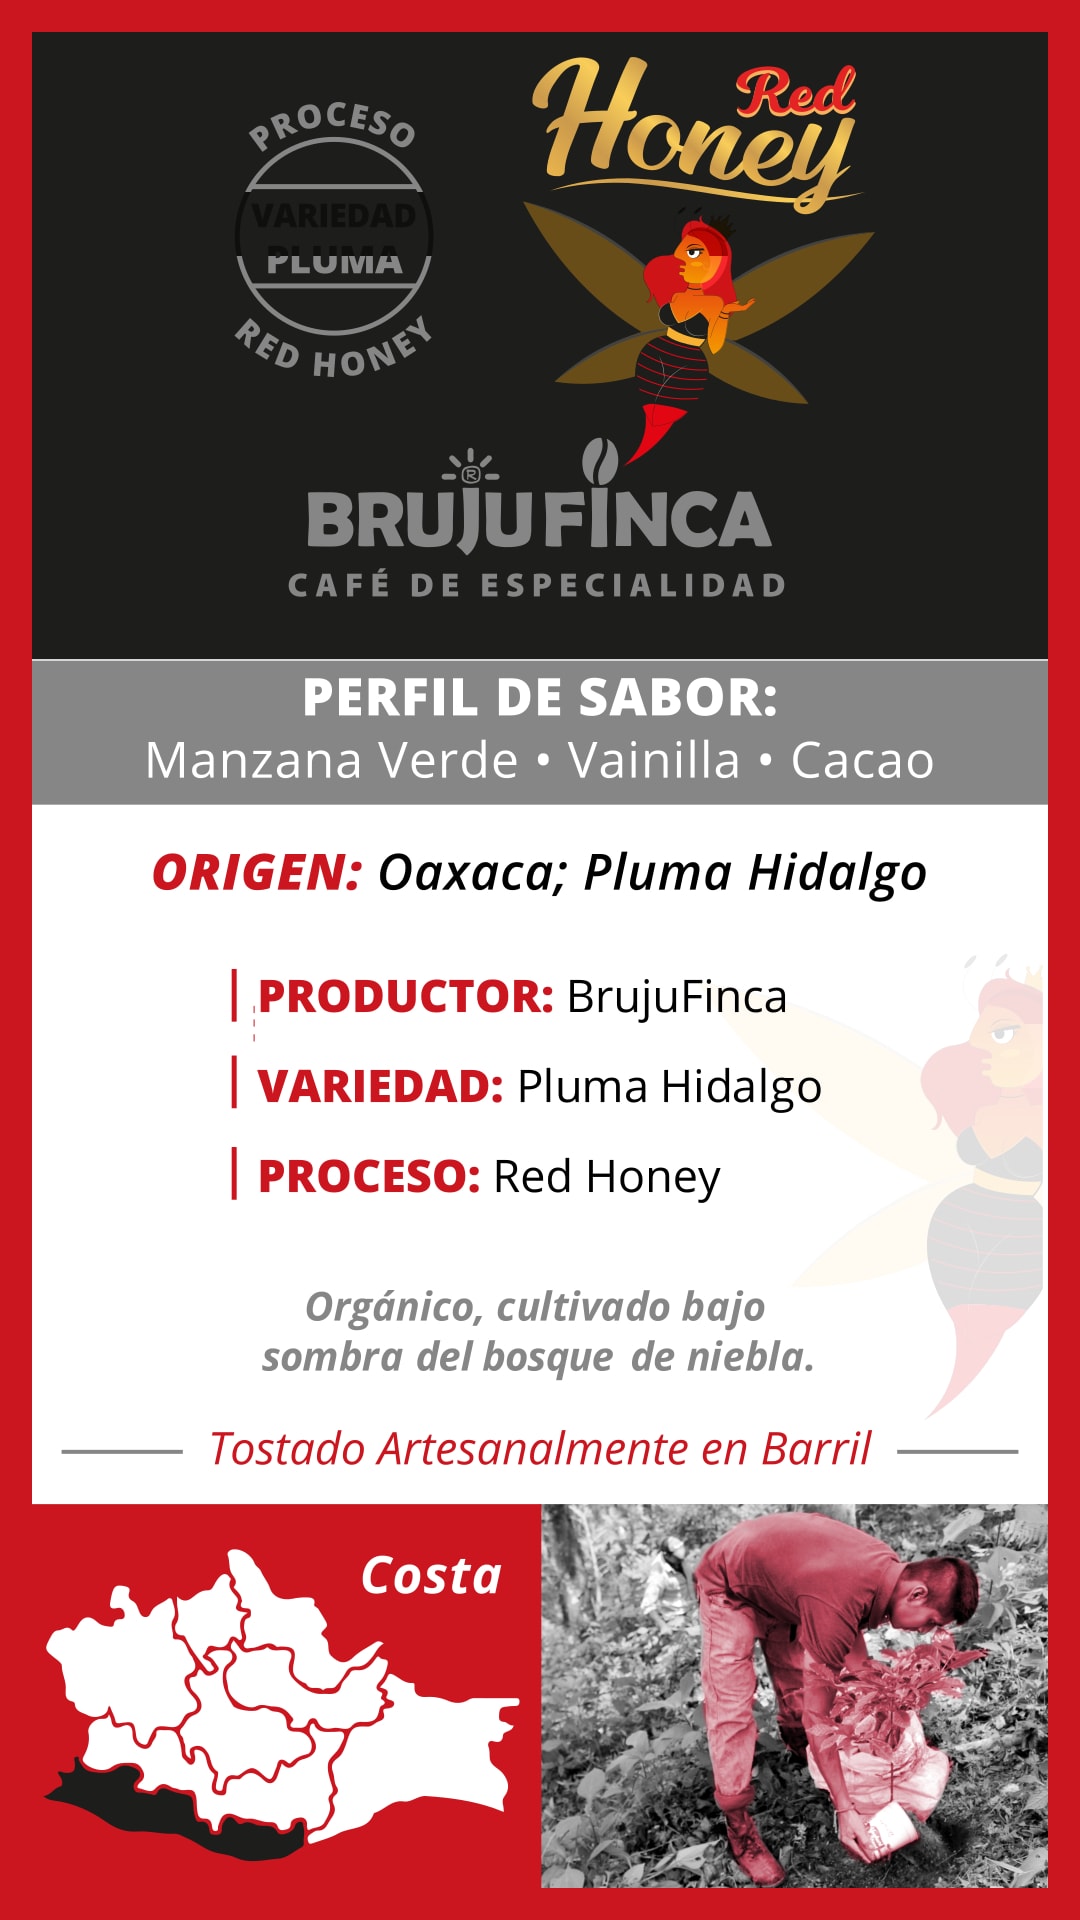 PROCESO
VARIEDAD
PLUMA
RED HONEY
Red
Honey
®
BRUJUFINCA
CAFÉ DE ESPECIALIDAD
PERFIL DE SABOR:
Manzana Verde • Vainilla • Cacao
ORIGEN: Oaxaca; Pluma Hidalgo
PRODUCTOR: BrujuFinca
VARIEDAD: Pluma Hidalgo
PROCESO: Red Honey
Orgánico, cultivado bajo
sombra del bosque de niebla.
Tostado Artesanalmente en Barril
Costa